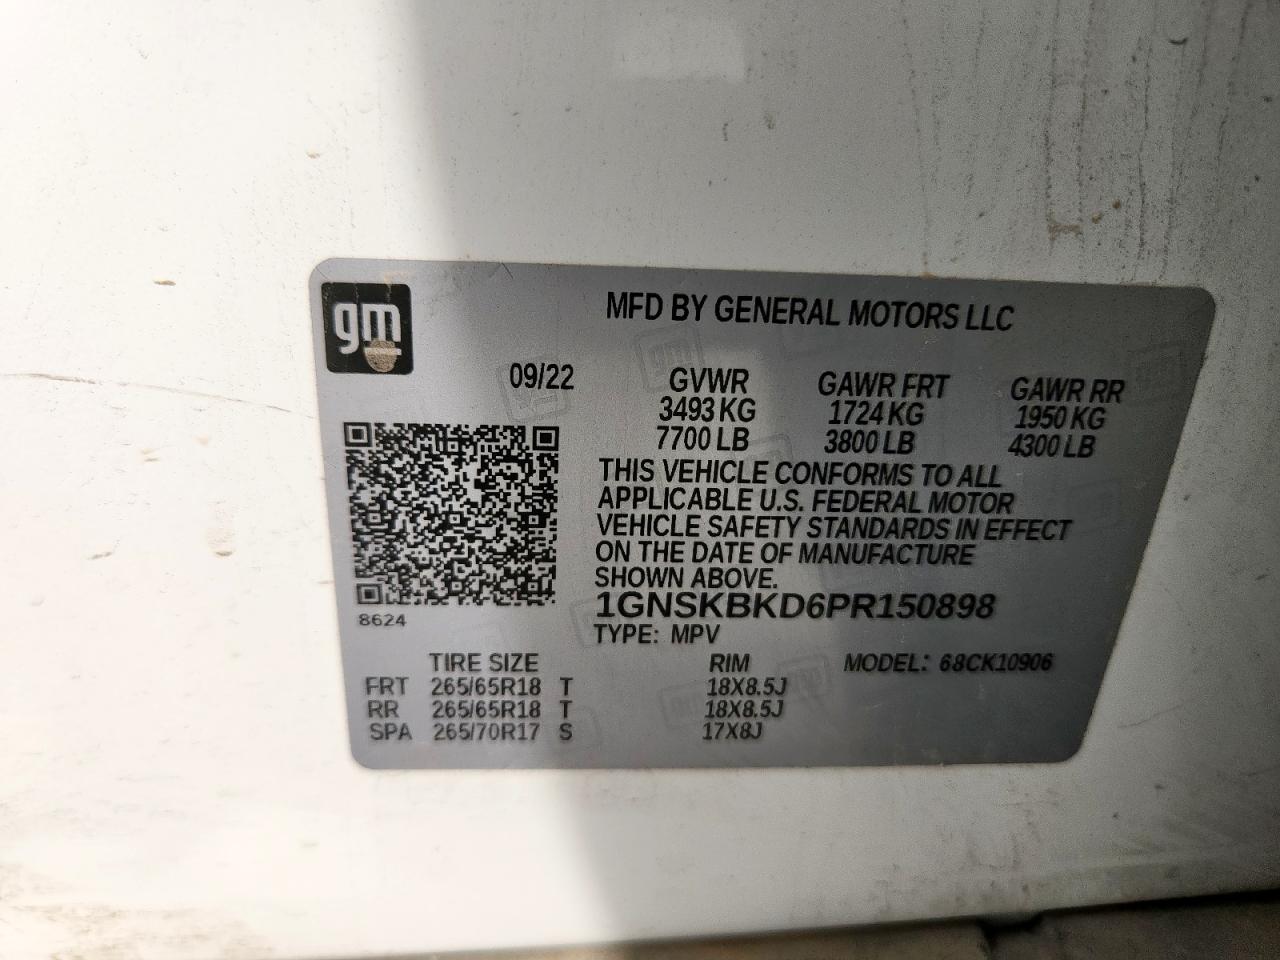 gm
MFD BY GENERAL MOTORS LLC
09/22 GVWR GAWR FRT GAWR RR
3493 KG 1724 KG 1950 KG
7700 LB 3800 LB 4300 LB
THIS VEHICLE CONFORMS TO ALL
APPLICABLE U.S. FEDERAL MOTOR
VEHICLE SAFETY STANDARDS IN EFFECT
ON THE DATE OF MANUFACTURE
SHOWN ABOVE.
1GNSKBKD6PR150898
8624
TYPE: MPV
TIRE SIZE RIM MODEL: 68CK10906
FRT 265/65R18 T 18X8.5J
RR 265/65R18 T 18X8.5J
SPA 265/70R17 S 17X8J